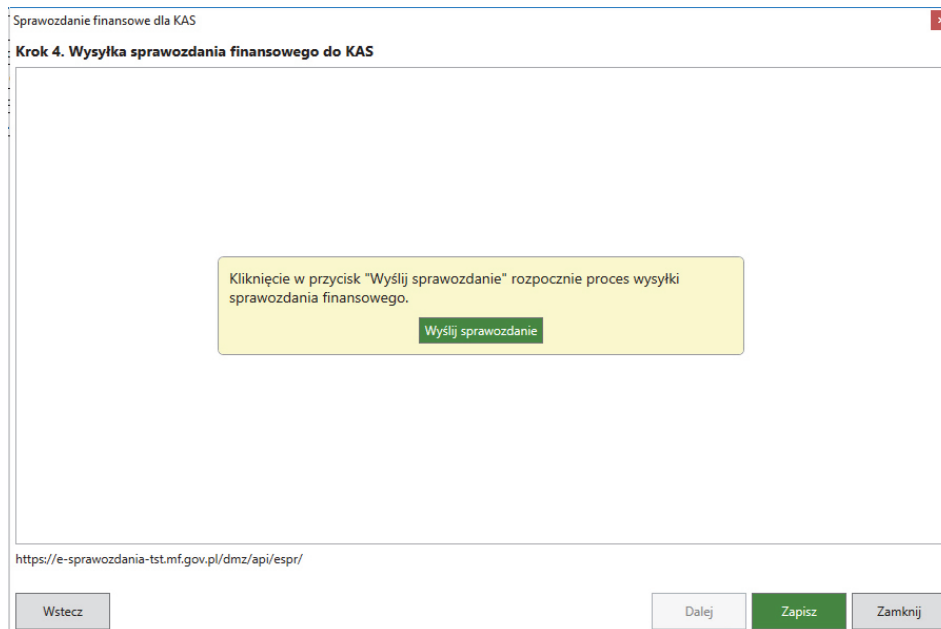 Sprawozdanie finansowe dla KAS
Krok 4. Wysyłka sprawozdania finansowego do KAS
Kliknięcie w przycisk "Wyślij sprawozdanie" rozpocznie proces wysyłki
sprawozdania finansowego.
Wyślij sprawozdanie
https://e-sprawozdania-tst.mf.gov.pl/dmz/api/espr/
Wstecz Dalej Zapisz Zamknij